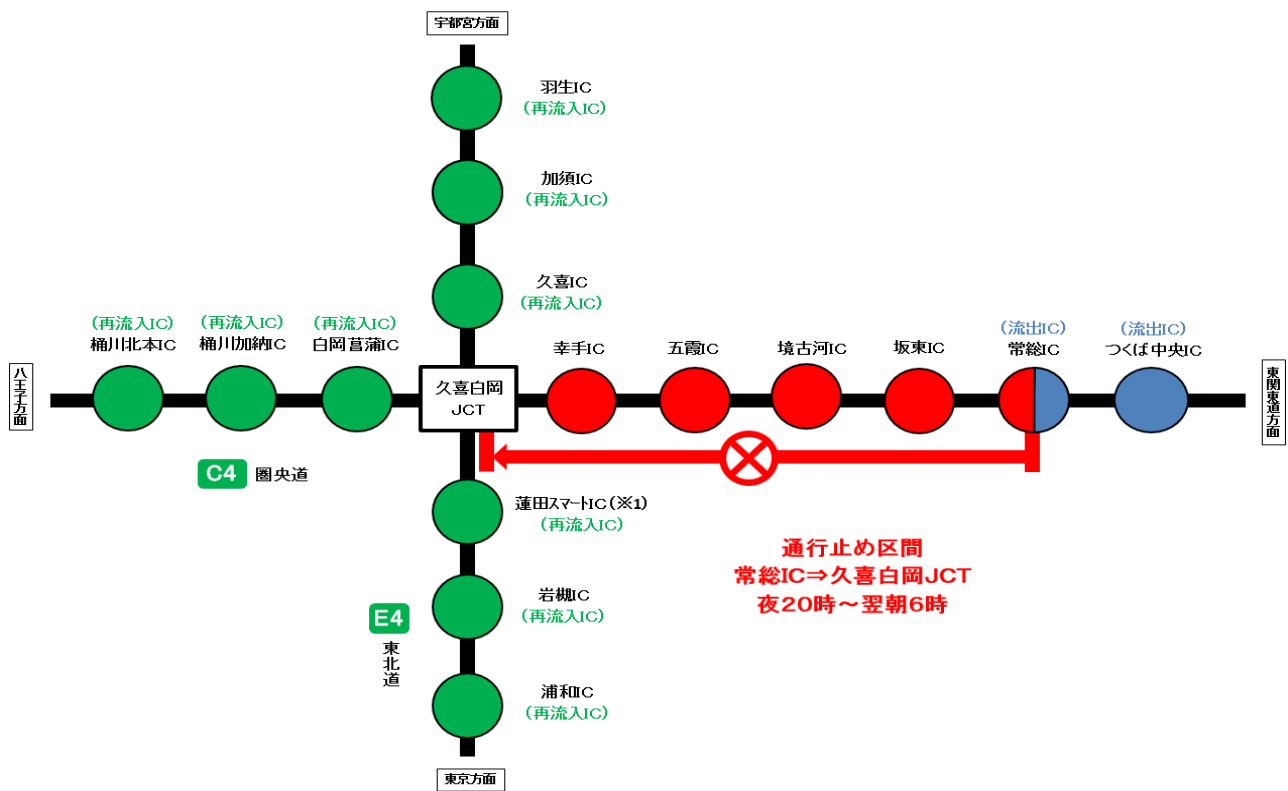 宇都宮方面
羽生IC
(再流入IC)
加須IC
(再流入IC)
久喜IC
(再流入IC)
(再流入IC)
桶川北本IC
(再流入IC)
桶川加納IC
(再流入IC)
白岡菖蒲IC
幸手IC
五霞IC
境古河IC
坂東IC
(流出IC)
常総IC
(流出IC)
つくば中央IC
八王子方面
久喜白岡
JCT
東関東道方面
C4 圏央道
蓮田スマートIC(※1)
(再流入IC)
通行止め区間
常総IC⇒久喜白岡JCT
夜20時～翌朝6時
岩槻IC
(再流入IC)
E4
東北道
浦和IC
(再流入IC)
東京方面